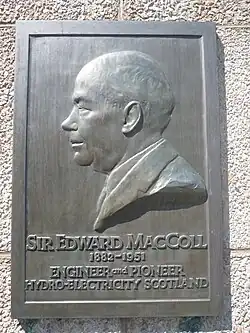 SIR EDWARD MACCOLL
1882-1951
ENGINEER and PIONEER
HYDRO-ELECTRICITY SCOTLAND